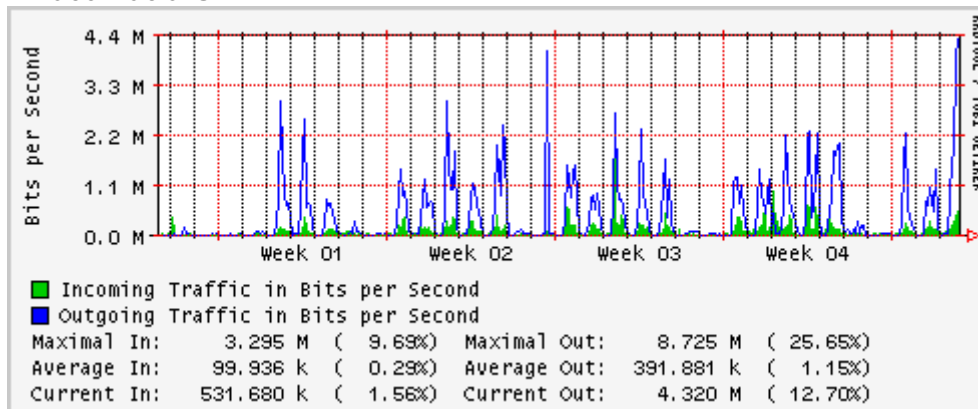 4.4 M
3.3 M
2.2 M
1.1 M
0.0 M
Bits per Second
Week 01 Week 02 Week 03 Week 04
Incoming Traffic in Bits per Second
Outgoing Traffic in Bits per Second
Maximal In: 3.295 M ( 9.69%) Maximal Out: 8.725 M ( 25.65%)
Average In: 99.936 k ( 0.29%) Average Out: 391.881 k ( 1.15%)
Current In: 531.680 k ( 1.56%) Current Out: 4.320 M ( 12.70%)